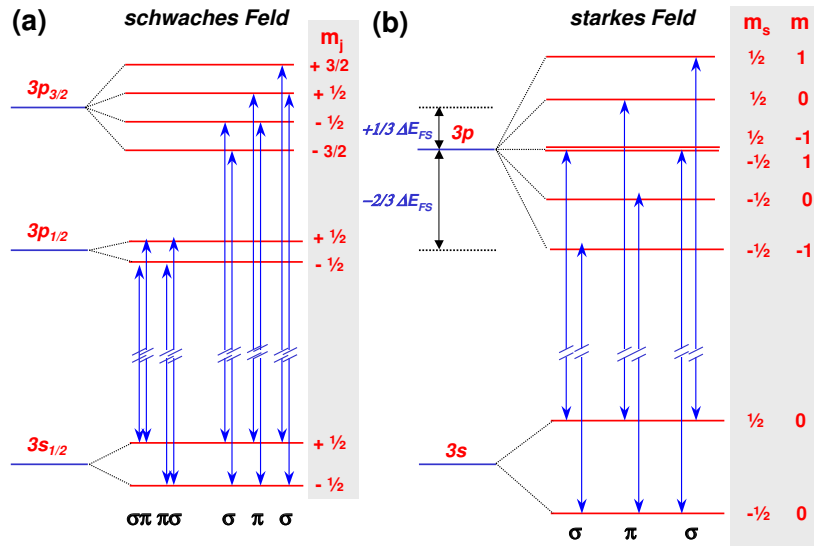 (a) schwaches Feld
m_j
3p_3/2
+ 3/2
+ ½
- ½
- 3/2
3p_1/2
+ ½
- ½
3s_1/2
+ ½
- ½
σπ πσ σ π σ
(b) starkes Feld
m_s m
½ 1
½ 0
+1/3 ΔE_FS
3p
½ -1
-½ 1
-2/3 ΔE_FS
-½ 0
-½ -1
½ 0
3s
-½ 0
σ π σ